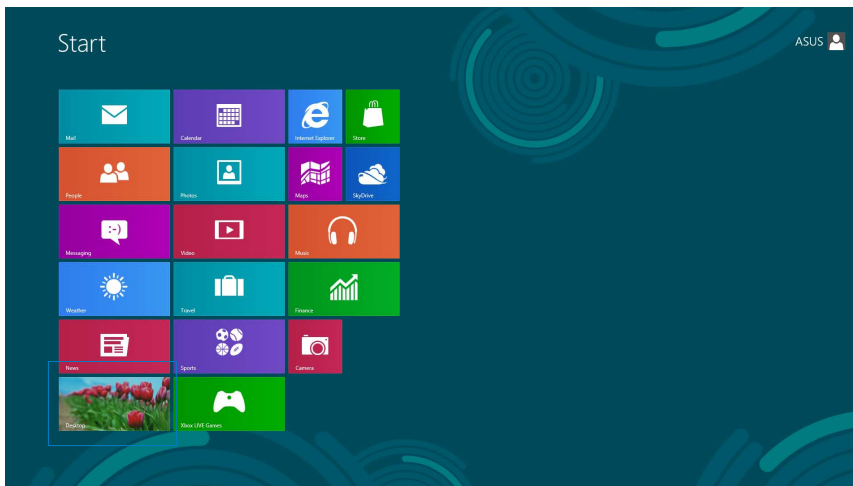 Start
ASUS
Mail
Calendar
Internet Explorer
Store
People
Photos
Maps
SkyDrive
:-)
Messaging
Video
Music
Weather
Travel
Finance
News
Sports
Camera
Desktop
Xbox LIVE Games